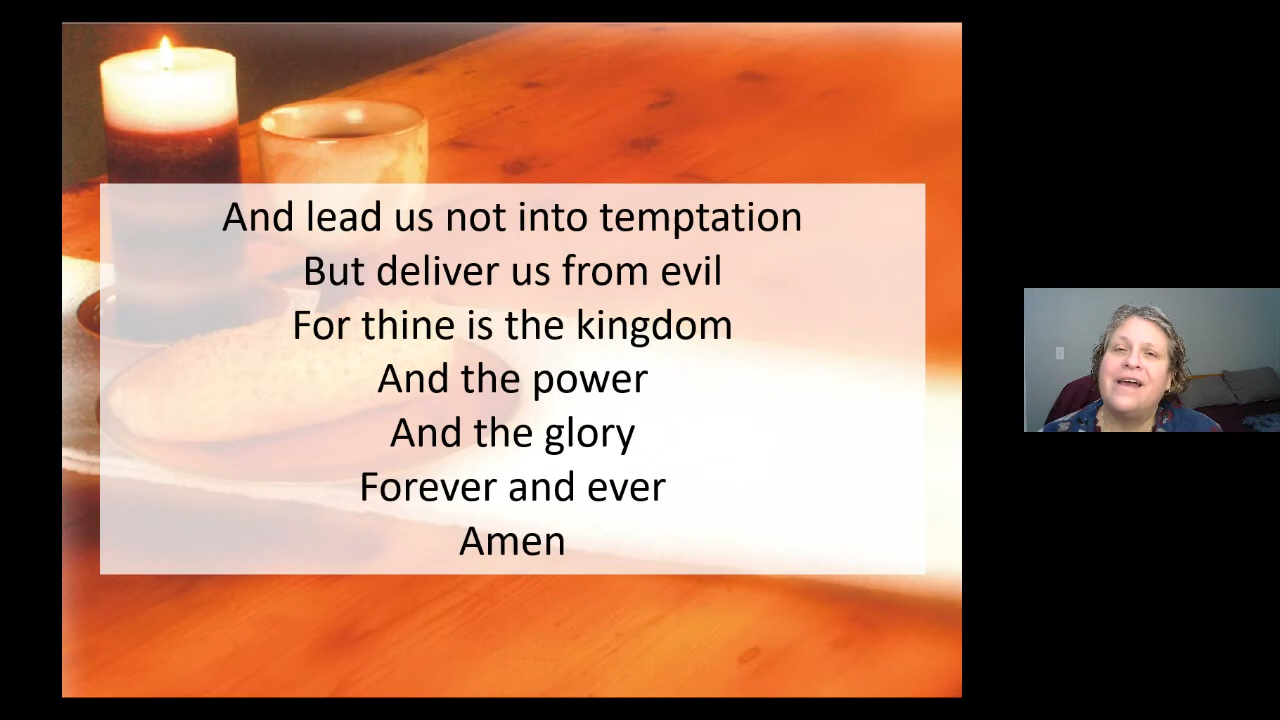 And lead us not into temptation
But deliver us from evil
For thine is the kingdom
And the power
And the glory
Forever and ever
Amen